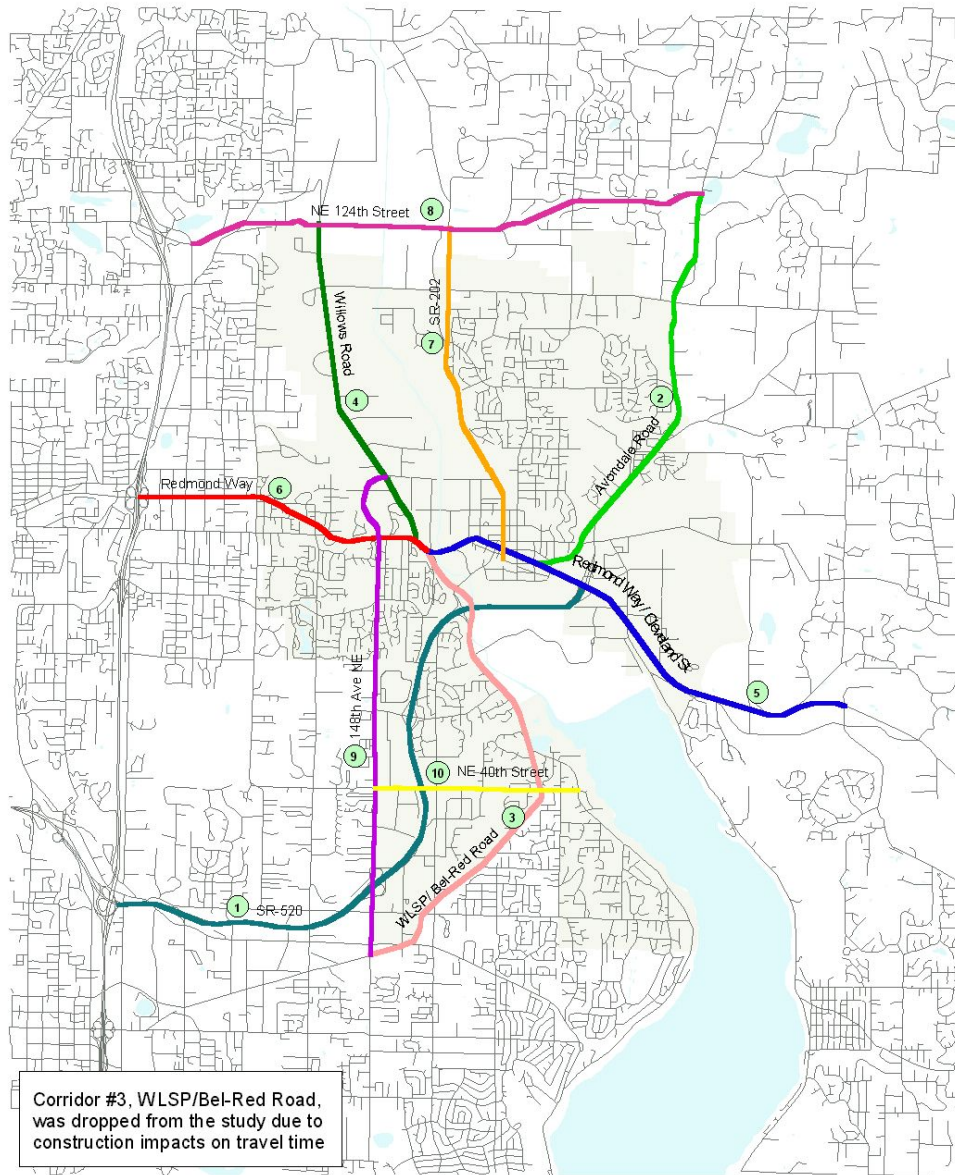 NE 124th Street
8
SR-202
7
Willows Road
4
2
Avondale Road
Redmond Way
6
Redmond Way / Cleveland St
5
148th Ave NE
9
10
NE 40th Street
3
WLSP/ Bel-Red Road
1
SR-520
Corridor #3, WLSP/Bel-Red Road,
was dropped from the study due to
construction impacts on travel time